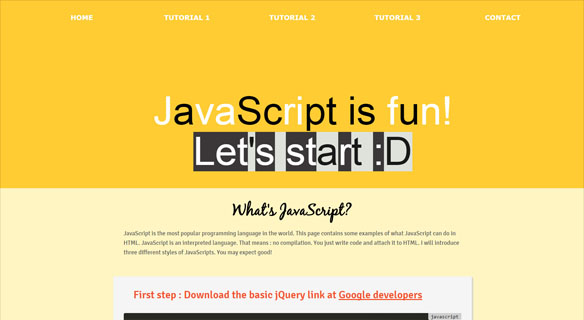 HOME TUTORIAL 1 TUTORIAL 2 TUTORIAL 3 CONTACT
JavaScript is fun!
Let's start :D
What's JavaScript?
JavaScript is the most popular programming language in the world. This page contains some examples of what JavaScript can do in
HTML. JavaScript is an interpreted language. That means : no compilation. You just write code and attach it to HTML. I will introduce
three different styles of JavaScripts. You may expect good!
First step : Download the basic jQuery link at Google developers
javascript